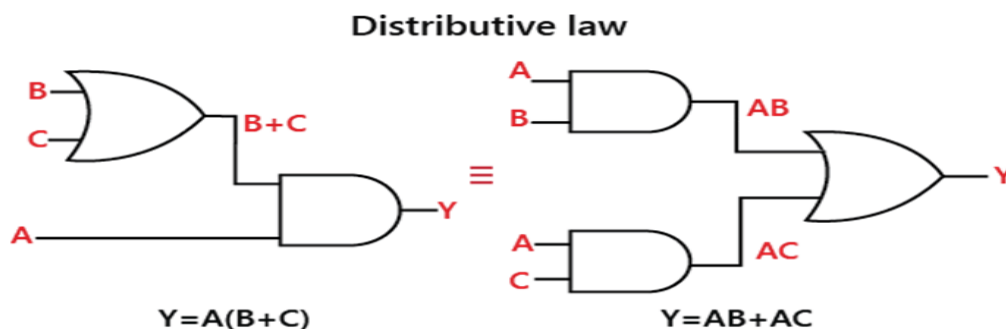 Distributive law
B
C
B+C
A
Y
Y=A(B+C)
≡
A
B
AB
A
C
AC
Y
Y=AB+AC